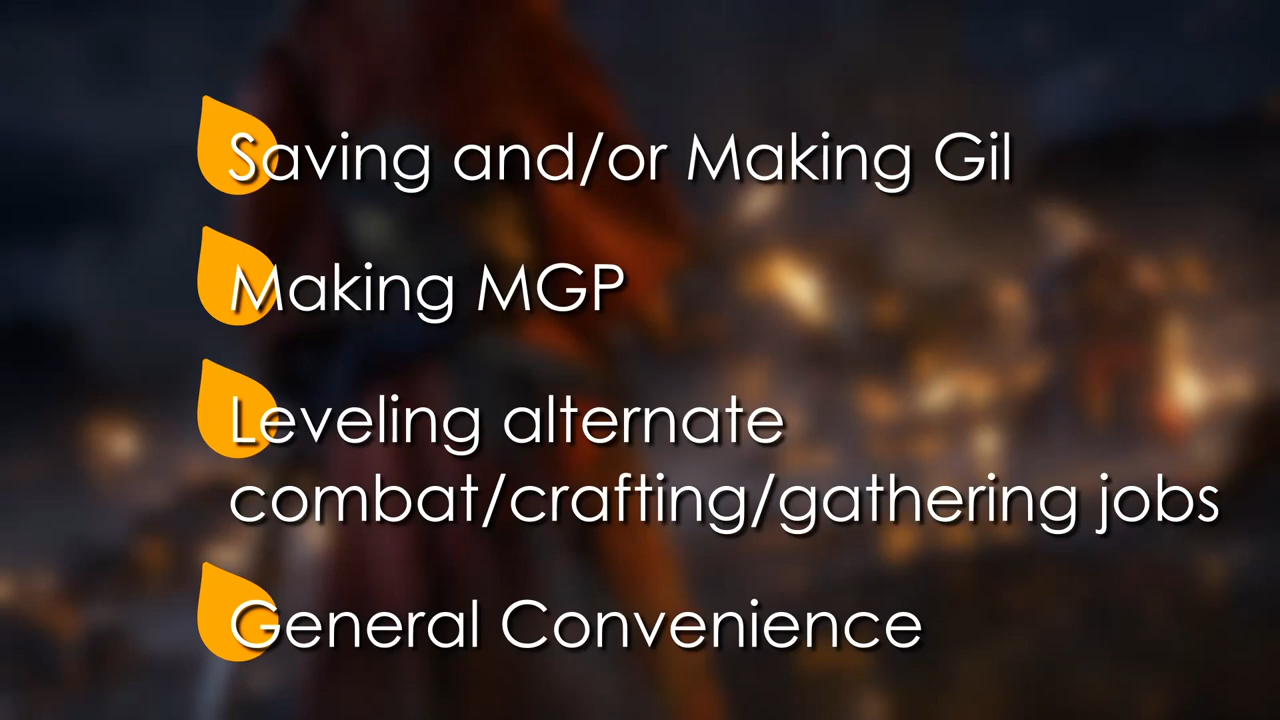 Saving and/or Making Gil
Making MGP
Leveling alternate
combat/crafting/gathering jobs
General Convenience